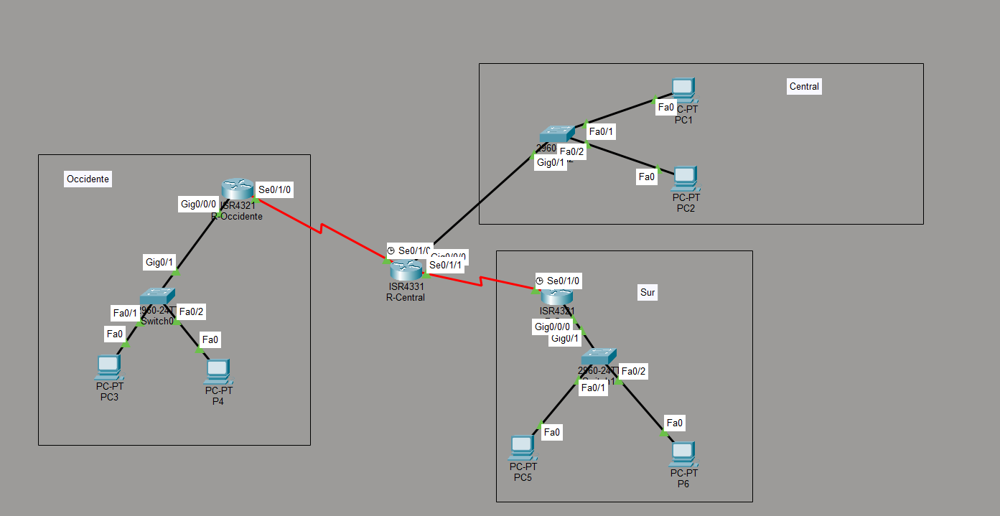 Central
Fa0
C-PT
PC1
Fa0/1
2960
Fa0/2
Gig0/1
Fa0
PC-PT
PC2
Occidente
Se0/1/0
Gig0/0/0
ISR4321
R-Occidente
Se0/1/0
Gig0/0/0
Se0/1/1
ISR4331
R-Central
Gig0/1
Fa0/1
Fa0/2
2960-24TT
Switch0
Fa0
Fa0
PC-PT
PC3
PC-PT
P4
Se0/1/0
Sur
ISR4321
Gig0/0/0
Gig0/1
2960-24TT
Fa0/2
Fa0/1
Fa0
Fa0
PC-PT
PC5
PC-PT
P6